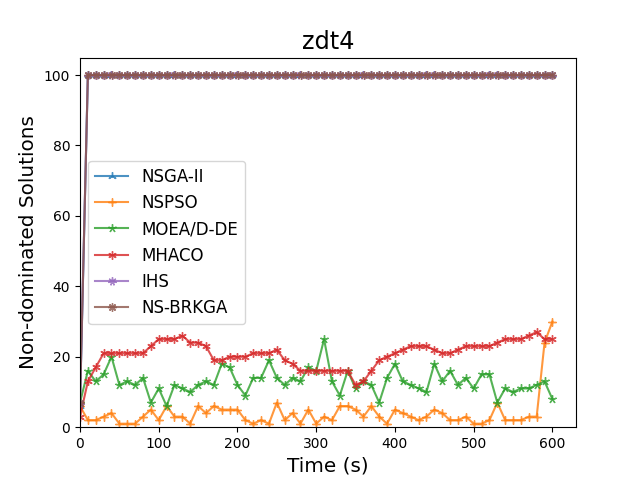 zdt4
Non-dominated Solutions
100
80
60
40
20
0
NSGA-II
NSPSO
MOEA/D-DE
MHACO
IHS
NS-BRKGA
0 100 200 300 400 500 600
Time (s)